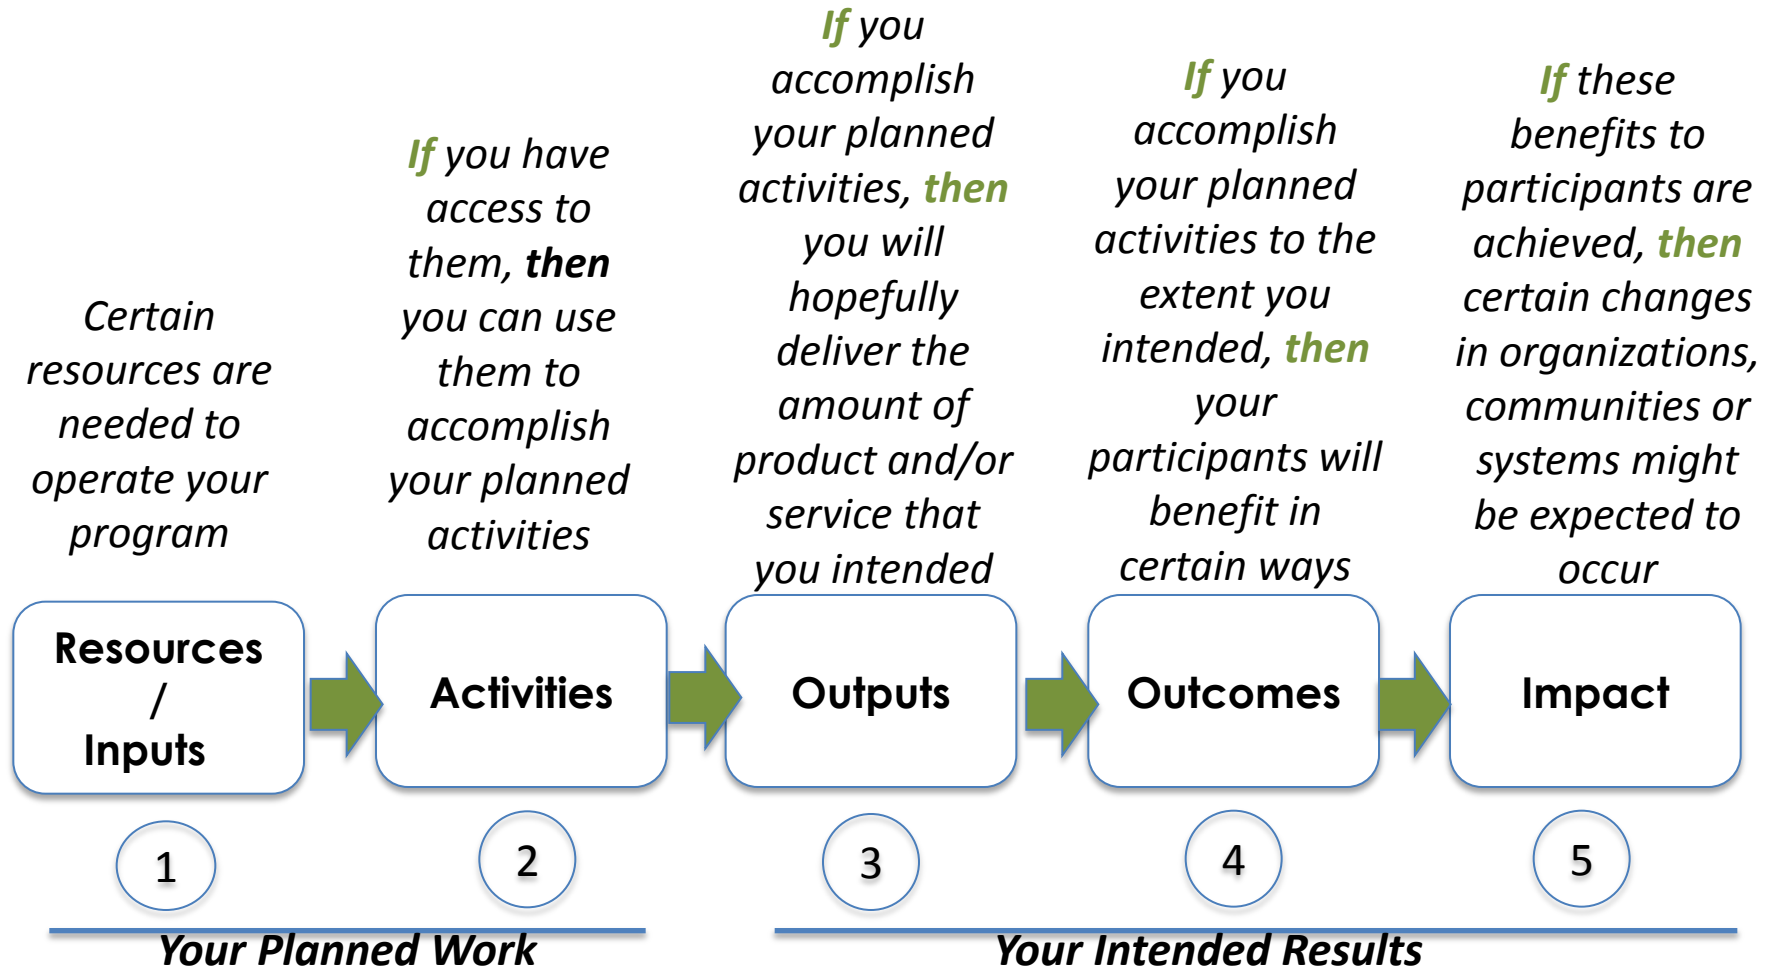 Certain
resources are
needed to
operate your
program
If you have
access to
them, then
you can use
them to
accomplish
your planned
activities
If you
accomplish
your planned
activities, then
you will
hopefully
deliver the
amount of
product and/or
service that
you intended
If you
accomplish
your planned
activities to the
extent you
intended, then
your
participants will
benefit in
certain ways
If these
benefits to
participants are
achieved, then
certain changes
in organizations,
communities or
systems might
be expected to
occur
Resources
/
Inputs
Activities
Outputs
Outcomes
Impact
1
2
3
4
5
Your Planned Work
Your Intended Results